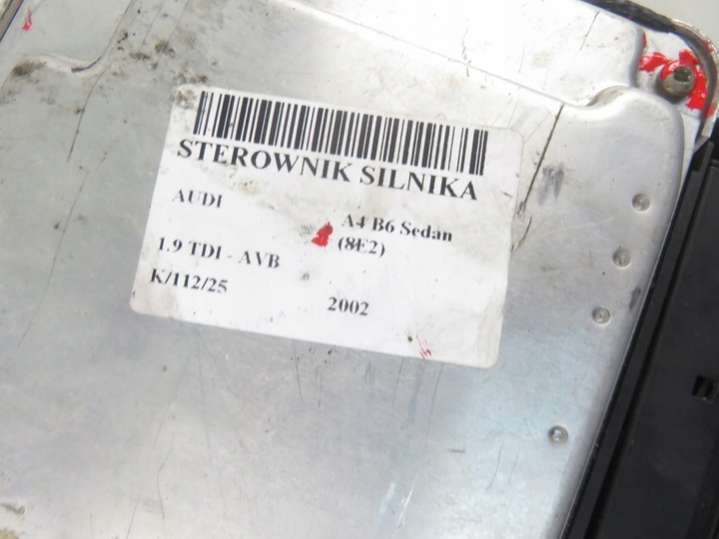 STEROWNIK SILNIKA
AUDI
A4 B6 Sedan
(8E2)
1.9 TDI - AVB
K/112/25
2002